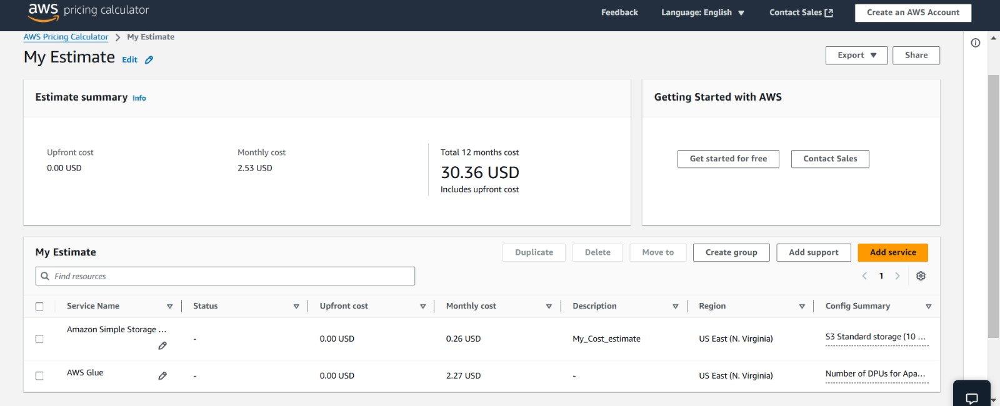 aws pricing calculator
Feedback
Language: English
Contact Sales
Create an AWS Account
AWS Pricing Calculator
My Estimate
My Estimate
Edit
Export
Share
Estimate summary Info
Upfront cost
0.00 USD
Monthly cost
2.53 USD
Total 12 months cost
30.36 USD
Includes upfront cost
Getting Started with AWS
Get started for free
Contact Sales
My Estimate
Duplicate
Delete
Move to
Create group
Add support
Add service
Find resources
1
Service Name
Status
Upfront cost
Monthly cost
Description
Region
Config Summary
Amazon Simple Storage ...
-
0.00 USD
0.26 USD
My_Cost_estimate
US East (N. Virginia)
S3 Standard storage (10 ...
AWS Glue
-
0.00 USD
2.27 USD
-
US East (N. Virginia)
Number of DPUs for Apa...